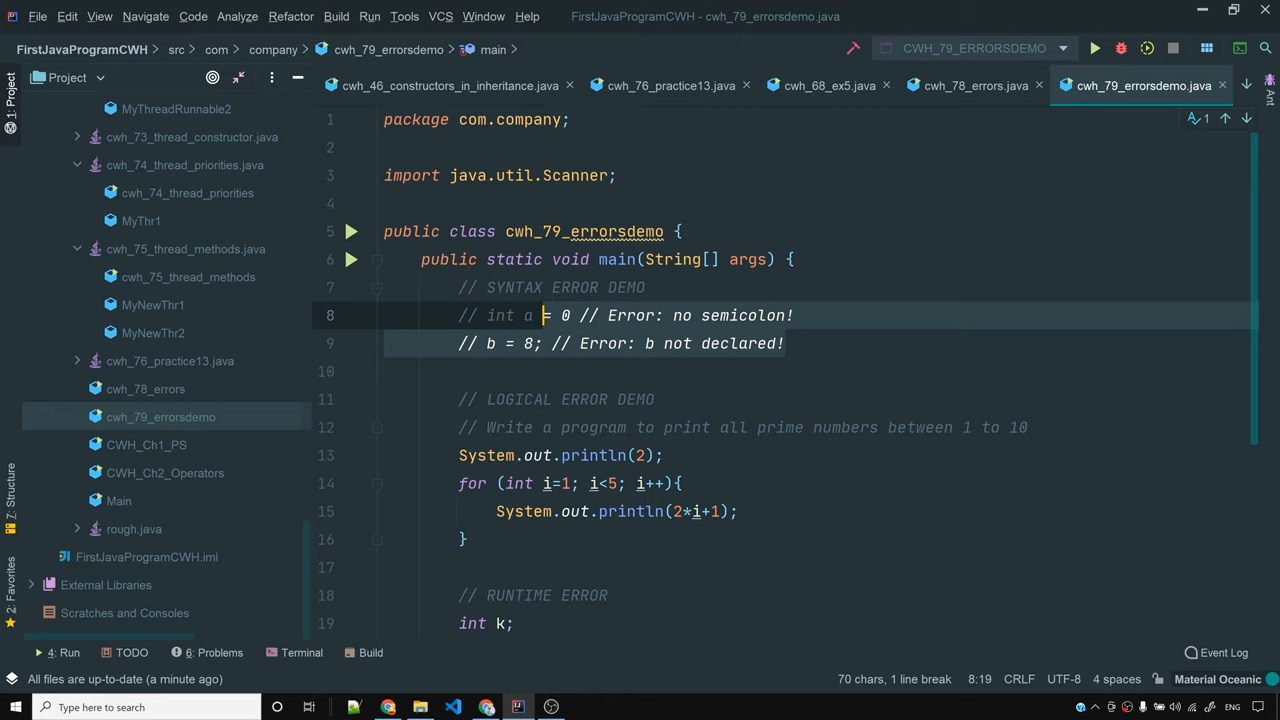 File Edit View Navigate Code Analyze Refactor Build Run Tools VCS Window Help FirstJavaProgramCWH - cwh_79_errorsdemo.java
FirstJavaProgramCWH src com company cwh_79_errorsdemo main CWH_79_ERRORSDEMO
Project
cwh_46_constructors_in_inheritance.java cwh_76_practice13.java cwh_68_ex5.java cwh_78_errors.java cwh_79_errorsdemo.java
1: Project
7: Structure
2: Favorites
Ant
MyThreadRunnable2
cwh_73_thread_constructor.java
cwh_74_thread_priorities.java
cwh_74_thread_priorities
MyThr1
cwh_75_thread_methods.java
cwh_75_thread_methods
MyNewThr1
MyNewThr2
cwh_76_practice13.java
cwh_78_errors
cwh_79_errorsdemo
CWH_Ch1_PS
CWH_Ch2_Operators
Main
rough.java
FirstJavaProgramCWH.iml
External Libraries
Scratches and Consoles
1 package com.company;
2
3 import java.util.Scanner;
4
5 public class cwh_79_errorsdemo {
6 public static void main(String[] args) {
7 // SYNTAX ERROR DEMO
8 // int a = 0 // Error: no semicolon!
9 // b = 8; // Error: b not declared!
10
11 // LOGICAL ERROR DEMO
12 // Write a program to print all prime numbers between 1 to 10
13 System.out.println(2);
14 for (int i=1; i<5; i++){
15 System.out.println(2*i+1);
16 }
17
18 // RUNTIME ERROR
19 int k;
1
4: Run TODO 6: Problems Terminal Build Event Log
All files are up-to-date (a minute ago) 70 chars, 1 line break 8:19 CRLF UTF-8 4 spaces Material Oceanic
Type here to search ENG